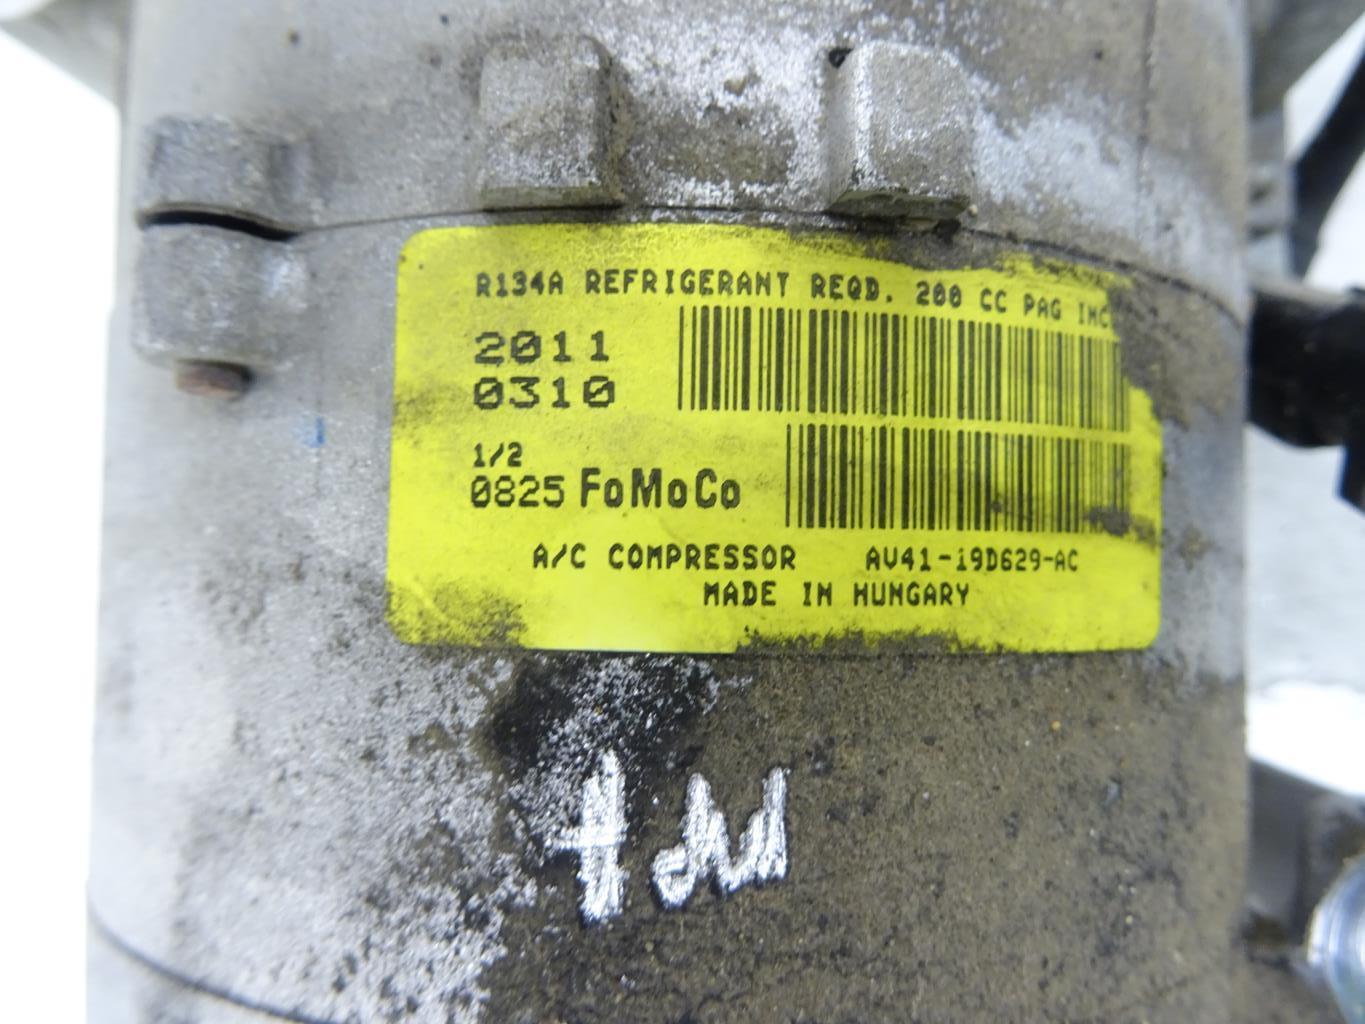 R134A REFRIGERANT REQD. 200 CC PAG INC
2011
0310
1/2
0825 FoMoCo
A/C COMPRESSOR AV41-19D629-AC
MADE IN HUNGARY